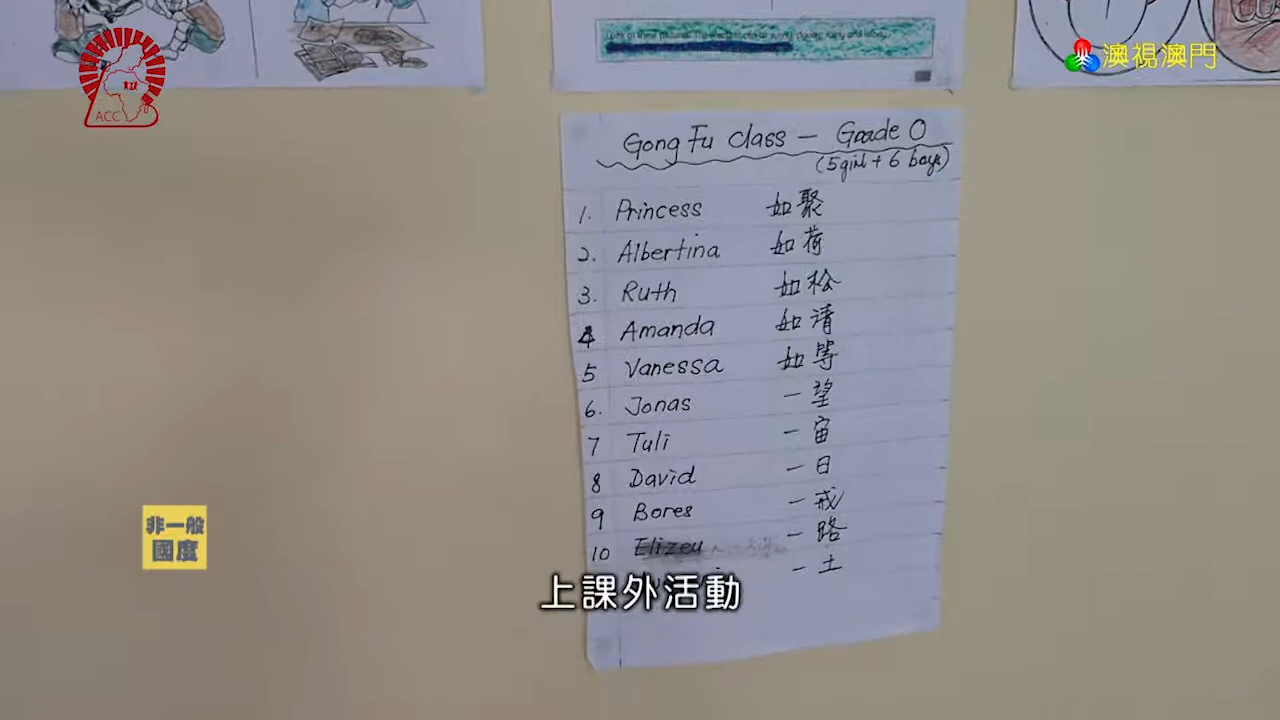 ACC
澳視澳門
Gong Fu class — Grade 0
(5 girl + 6 boys)
1. Princess 如聚
2. Albertina 如荷
3. Ruth 如松
4 Amanda 如清
5 Vanessa 如等
6. Jonas 一望
7 Tuli 一宙
8 David 一日
9 Bores 一戒
10 Elizeu 一路
一土
非一般
國度
上課外活動